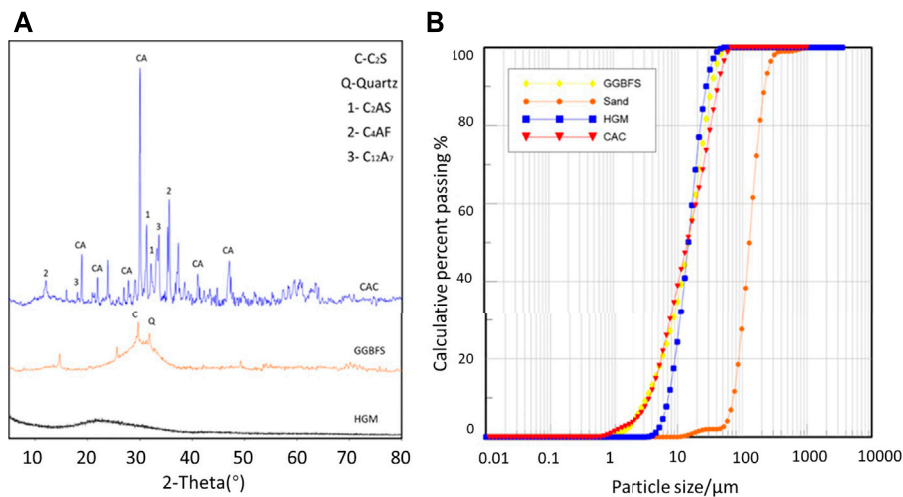 A
C-C₂S
Q-Quartz
1- C₂AS
2- C₄AF
3- C₁₂A₇
CA
2
1
3
1
CA
CA
CA
CA
CA
2
3
CAC
C
Q
GGBFS
HGM
10 20 30 40 50 60 70 80
2-Theta(°)
B
GGBFS
Sand
HGM
CAC
100
80
60
40
20
0
Calculative percent passing %
0.01 0.1 1 10 100 1000 10000
Particle size/μm